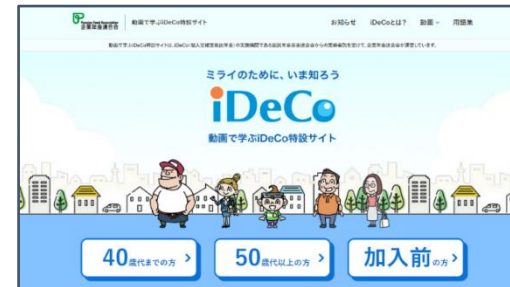 Pension Fund Association
企業年金連合会
動画で学ぶiDeCo特設サイト
お知らせ
iDeCoとは?
動画
用語集
ミライのために、いま知ろう
iDeCo
動画で学ぶiDeCo特設サイト
40歳代までの方
50歳代以上の方
加入前の方